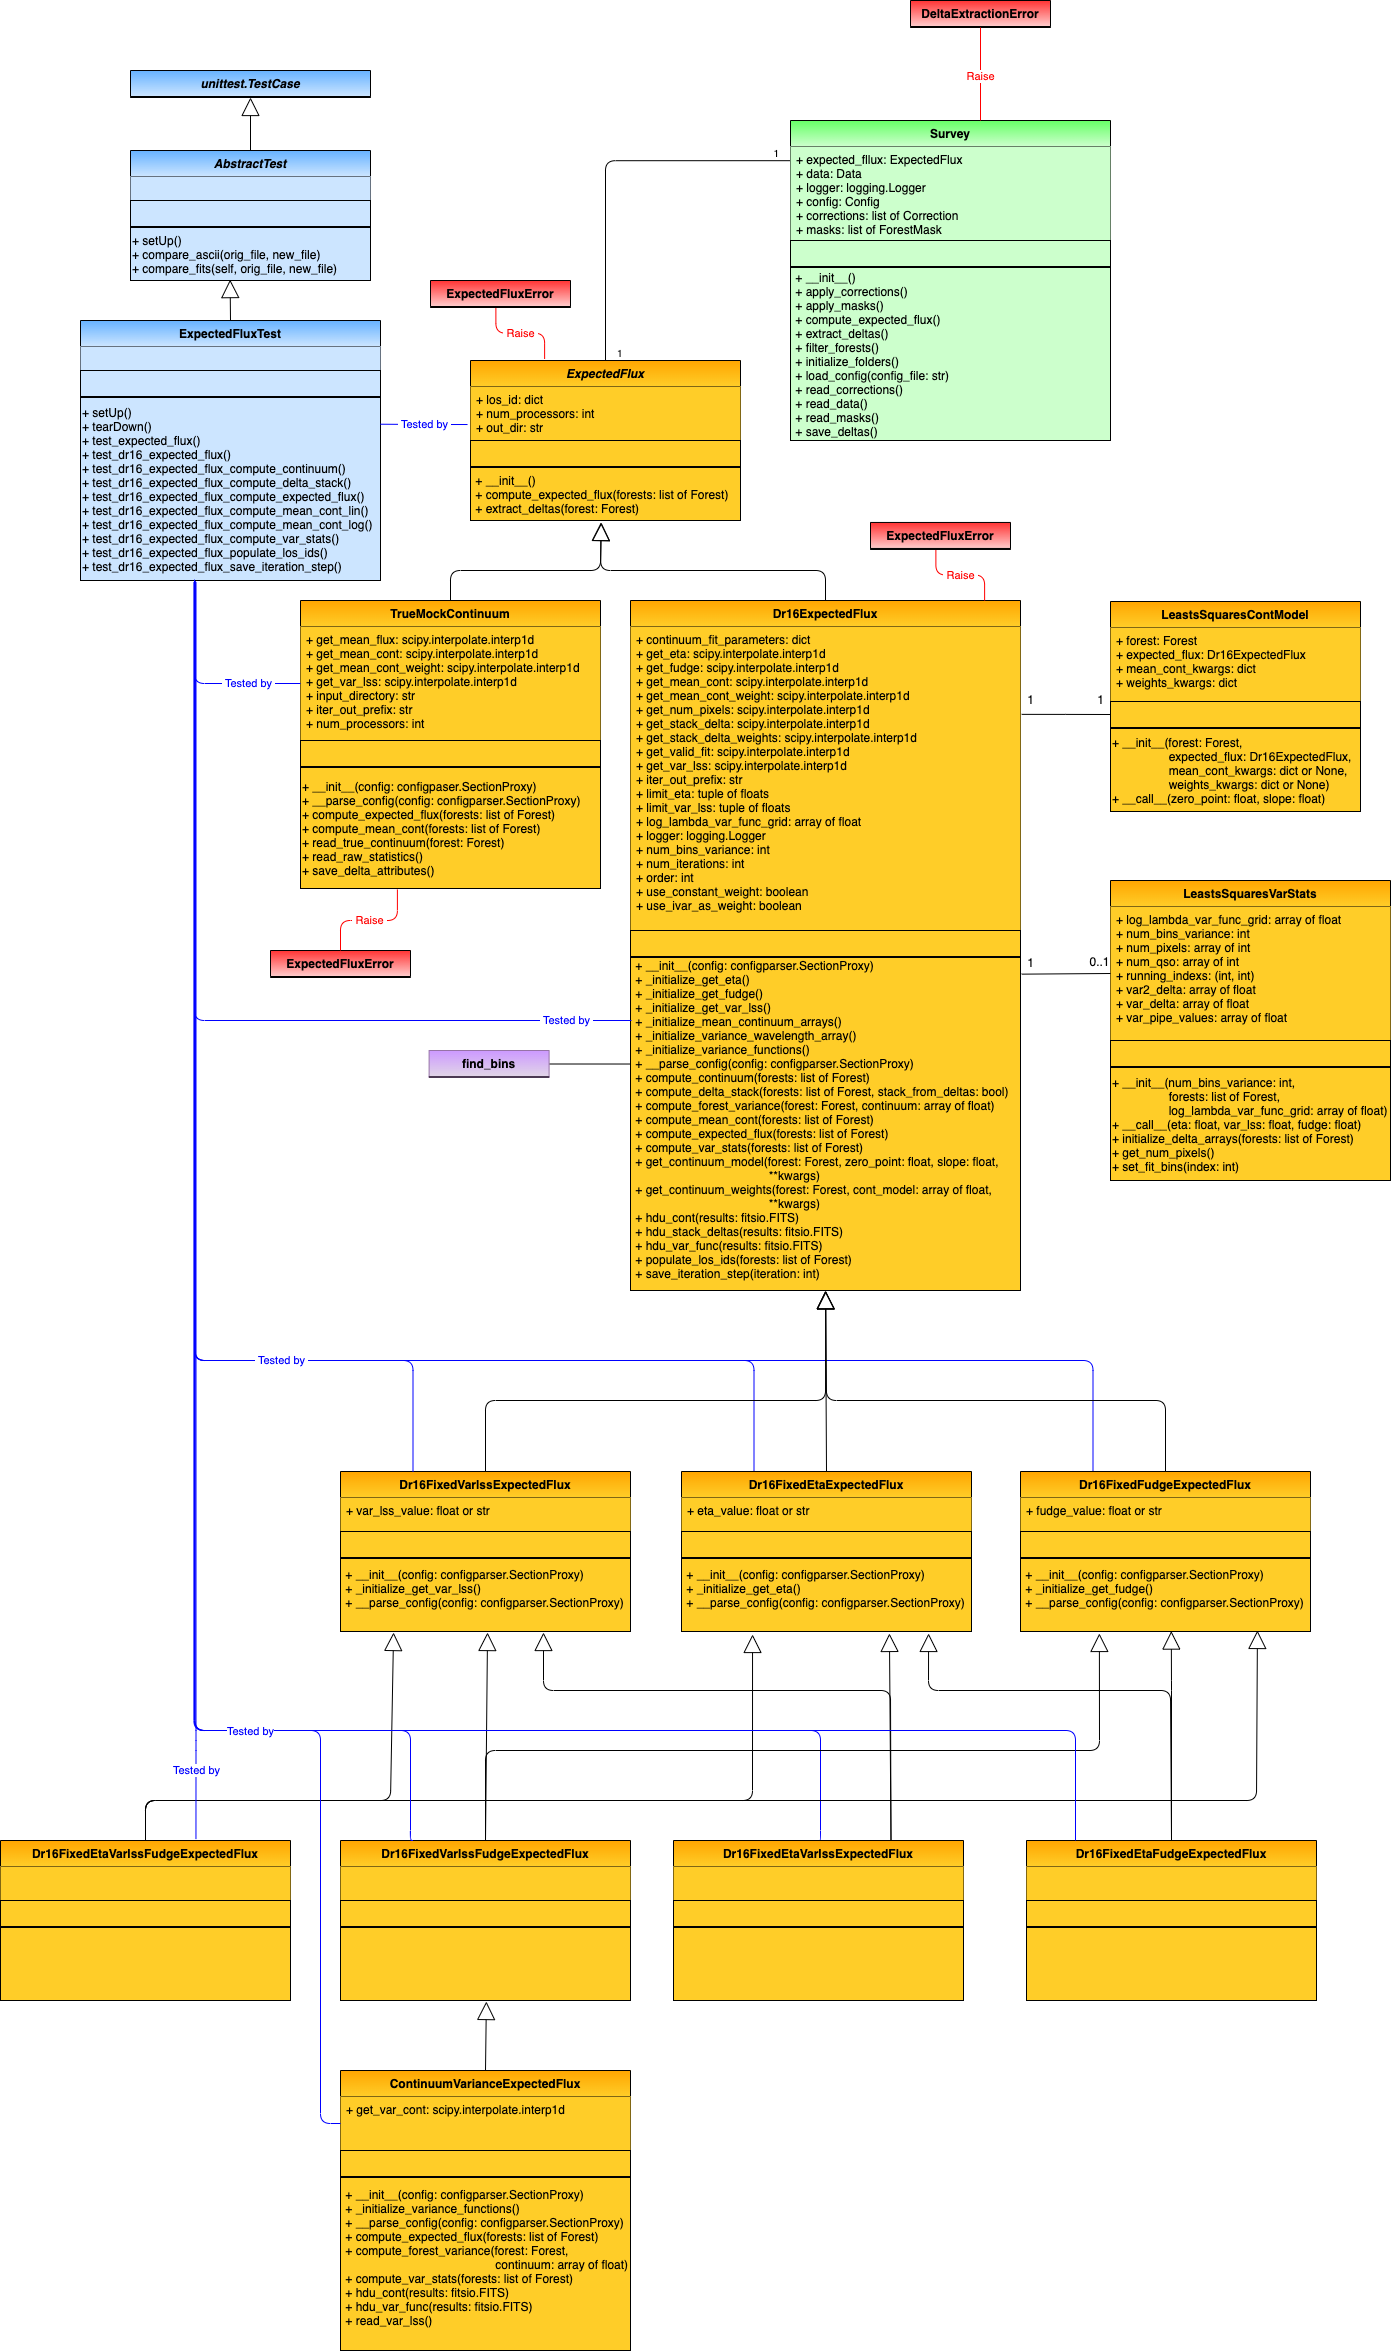 DeltaExtractionError
Raise
unittest.TestCase
AbstractTest
+ setUp()
+ compare_ascii(orig_file, new_file)
+ compare_fits(self, orig_file, new_file)
Survey
+ expected_fllux: ExpectedFlux
+ data: Data
+ logger: logging.Logger
+ config: Config
+ corrections: list of Correction
+ masks: list of ForestMask
+ __init__()
+ apply_corrections()
+ apply_masks()
+ compute_expected_flux()
+ extract_deltas()
+ filter_forests()
+ initialize_folders()
+ load_config(config_file: str)
+ read_corrections()
+ read_data()
+ read_masks()
+ save_deltas()
1
1
ExpectedFluxError
Raise
ExpectedFluxTest
+ setUp()
+ tearDown()
+ test_expected_flux()
+ test_dr16_expected_flux()
+ test_dr16_expected_flux_compute_continuum()
+ test_dr16_expected_flux_compute_delta_stack()
+ test_dr16_expected_flux_compute_expected_flux()
+ test_dr16_expected_flux_compute_mean_cont_lin()
+ test_dr16_expected_flux_compute_mean_cont_log()
+ test_dr16_expected_flux_compute_var_stats()
+ test_dr16_expected_flux_populate_los_ids()
+ test_dr16_expected_flux_save_iteration_step()
Tested by
ExpectedFlux
+ los_id: dict
+ num_processors: int
+ out_dir: str
+ __init__()
+ compute_expected_flux(forests: list of Forest)
+ extract_deltas(forest: Forest)
ExpectedFluxError
Raise
TrueMockContinuum
+ get_mean_flux: scipy.interpolate.interp1d
+ get_mean_cont: scipy.interpolate.interp1d
+ get_mean_cont_weight: scipy.interpolate.interp1d
+ get_var_lss: scipy.interpolate.interp1d
+ input_directory: str
+ iter_out_prefix: str
+ num_processors: int
+ __init__(config: configpaser.SectionProxy)
+ __parse_config(config: configparser.SectionProxy)
+ compute_expected_flux(forests: list of Forest)
+ compute_mean_cont(forests: list of Forest)
+ read_true_continuum(forest: Forest)
+ read_raw_statistics()
+ save_delta_attributes()
Tested by
Raise
ExpectedFluxError
Dr16ExpectedFlux
+ continuum_fit_parameters: dict
+ get_eta: scipy.interpolate.interp1d
+ get_fudge: scipy.interpolate.interp1d
+ get_mean_cont: scipy.interpolate.interp1d
+ get_mean_cont_weight: scipy.interpolate.interp1d
+ get_num_pixels: scipy.interpolate.interp1d
+ get_stack_delta: scipy.interpolate.interp1d
+ get_stack_delta_weights: scipy.interpolate.interp1d
+ get_valid_fit: scipy.interpolate.interp1d
+ get_var_lss: scipy.interpolate.interp1d
+ iter_out_prefix: str
+ limit_eta: tuple of floats
+ limit_var_lss: tuple of floats
+ log_lambda_var_func_grid: array of float
+ logger: logging.Logger
+ num_bins_variance: int
+ num_iterations: int
+ order: int
+ use_constant_weight: boolean
+ use_ivar_as_weight: boolean
+ __init__(config: configparser.SectionProxy)
+ _initialize_get_eta()
+ _initialize_get_fudge()
+ _initialize_get_var_lss()
+ _initialize_mean_continuum_arrays()
+ _initialize_variance_wavelength_array()
+ _initialize_variance_functions()
+ __parse_config(config: configparser.SectionProxy)
+ compute_continuum(forests: list of Forest)
+ compute_delta_stack(forests: list of Forest, stack_from_deltas: bool)
+ compute_forest_variance(forest: Forest, continuum: array of float)
+ compute_mean_cont(forests: list of Forest)
+ compute_expected_flux(forests: list of Forest)
+ compute_var_stats(forests: list of Forest)
+ get_continuum_model(forest: Forest, zero_point: float, slope: float,
**kwargs)
+ get_continuum_weights(forest: Forest, cont_model: array of float,
**kwargs)
+ hdu_cont(results: fitsio.FITS)
+ hdu_stack_deltas(results: fitsio.FITS)
+ hdu_var_func(results: fitsio.FITS)
+ populate_los_ids(forests: list of Forest)
+ save_iteration_step(iteration: int)
Tested by
find_bins
1
1
LeastsSquaresContModel
+ forest: Forest
+ expected_flux: Dr16ExpectedFlux
+ mean_cont_kwargs: dict
+ weights_kwargs: dict
+ __init__(forest: Forest,
expected_flux: Dr16ExpectedFlux,
mean_cont_kwargs: dict or None,
weights_kwargs: dict or None)
+ __call__(zero_point: float, slope: float)
1
0..1
LeastsSquaresVarStats
+ log_lambda_var_func_grid: array of float
+ num_bins_variance: int
+ num_pixels: array of int
+ num_qso: array of int
+ running_indexs: (int, int)
+ var2_delta: array of float
+ var_delta: array of float
+ var_pipe_values: array of float
+ __init__(num_bins_variance: int,
forests: list of Forest,
log_lambda_var_func_grid: array of float)
+ __call__(eta: float, var_lss: float, fudge: float)
+ initialize_delta_arrays(forests: list of Forest)
+ get_num_pixels()
+ set_fit_bins(index: int)
Tested by
Dr16FixedVarlssExpectedFlux
+ var_lss_value: float or str
+ __init__(config: configparser.SectionProxy)
+ _initialize_get_var_lss()
+ __parse_config(config: configparser.SectionProxy)
Dr16FixedEtaExpectedFlux
+ eta_value: float or str
+ __init__(config: configparser.SectionProxy)
+ _initialize_get_eta()
+ __parse_config(config: configparser.SectionProxy)
Dr16FixedFudgeExpectedFlux
+ fudge_value: float or str
+ __init__(config: configparser.SectionProxy)
+ _initialize_get_fudge()
+ __parse_config(config: configparser.SectionProxy)
Tested by
Tested by
Dr16FixedEtaVarlssFudgeExpectedFlux
Dr16FixedVarlssFudgeExpectedFlux
Dr16FixedEtaVarlssExpectedFlux
Dr16FixedEtaFudgeExpectedFlux
ContinuumVarianceExpectedFlux
+ get_var_cont: scipy.interpolate.interp1d
+ __init__(config: configparser.SectionProxy)
+ _initialize_variance_functions()
+ __parse_config(config: configparser.SectionProxy)
+ compute_expected_flux(forests: list of Forest)
+ compute_forest_variance(forest: Forest,
continuum: array of float)
+ compute_var_stats(forests: list of Forest)
+ hdu_cont(results: fitsio.FITS)
+ hdu_var_func(results: fitsio.FITS)
+ read_var_lss()